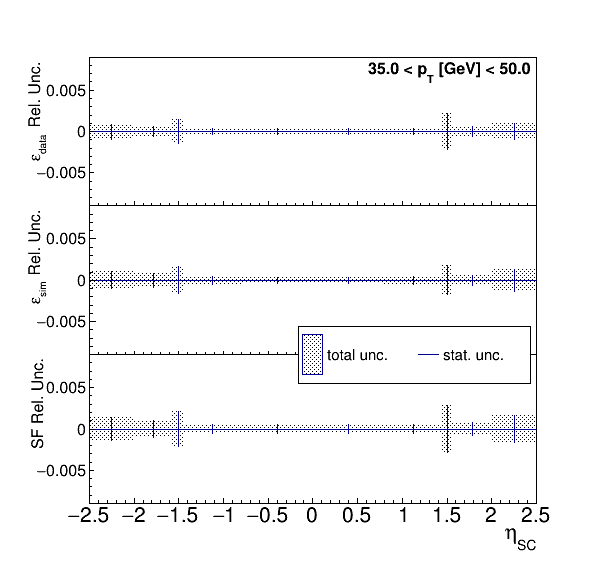 35.0 < p_T [GeV] < 50.0
ε_data Rel. Unc.
0.005
0
−0.005
ε_sim Rel. Unc.
0.005
0
−0.005
total unc.
stat. unc.
SF Rel. Unc.
0.005
0
−0.005
−2.5 −2 −1.5 −1 −0.5 0 0.5 1 1.5 2 2.5
η_SC